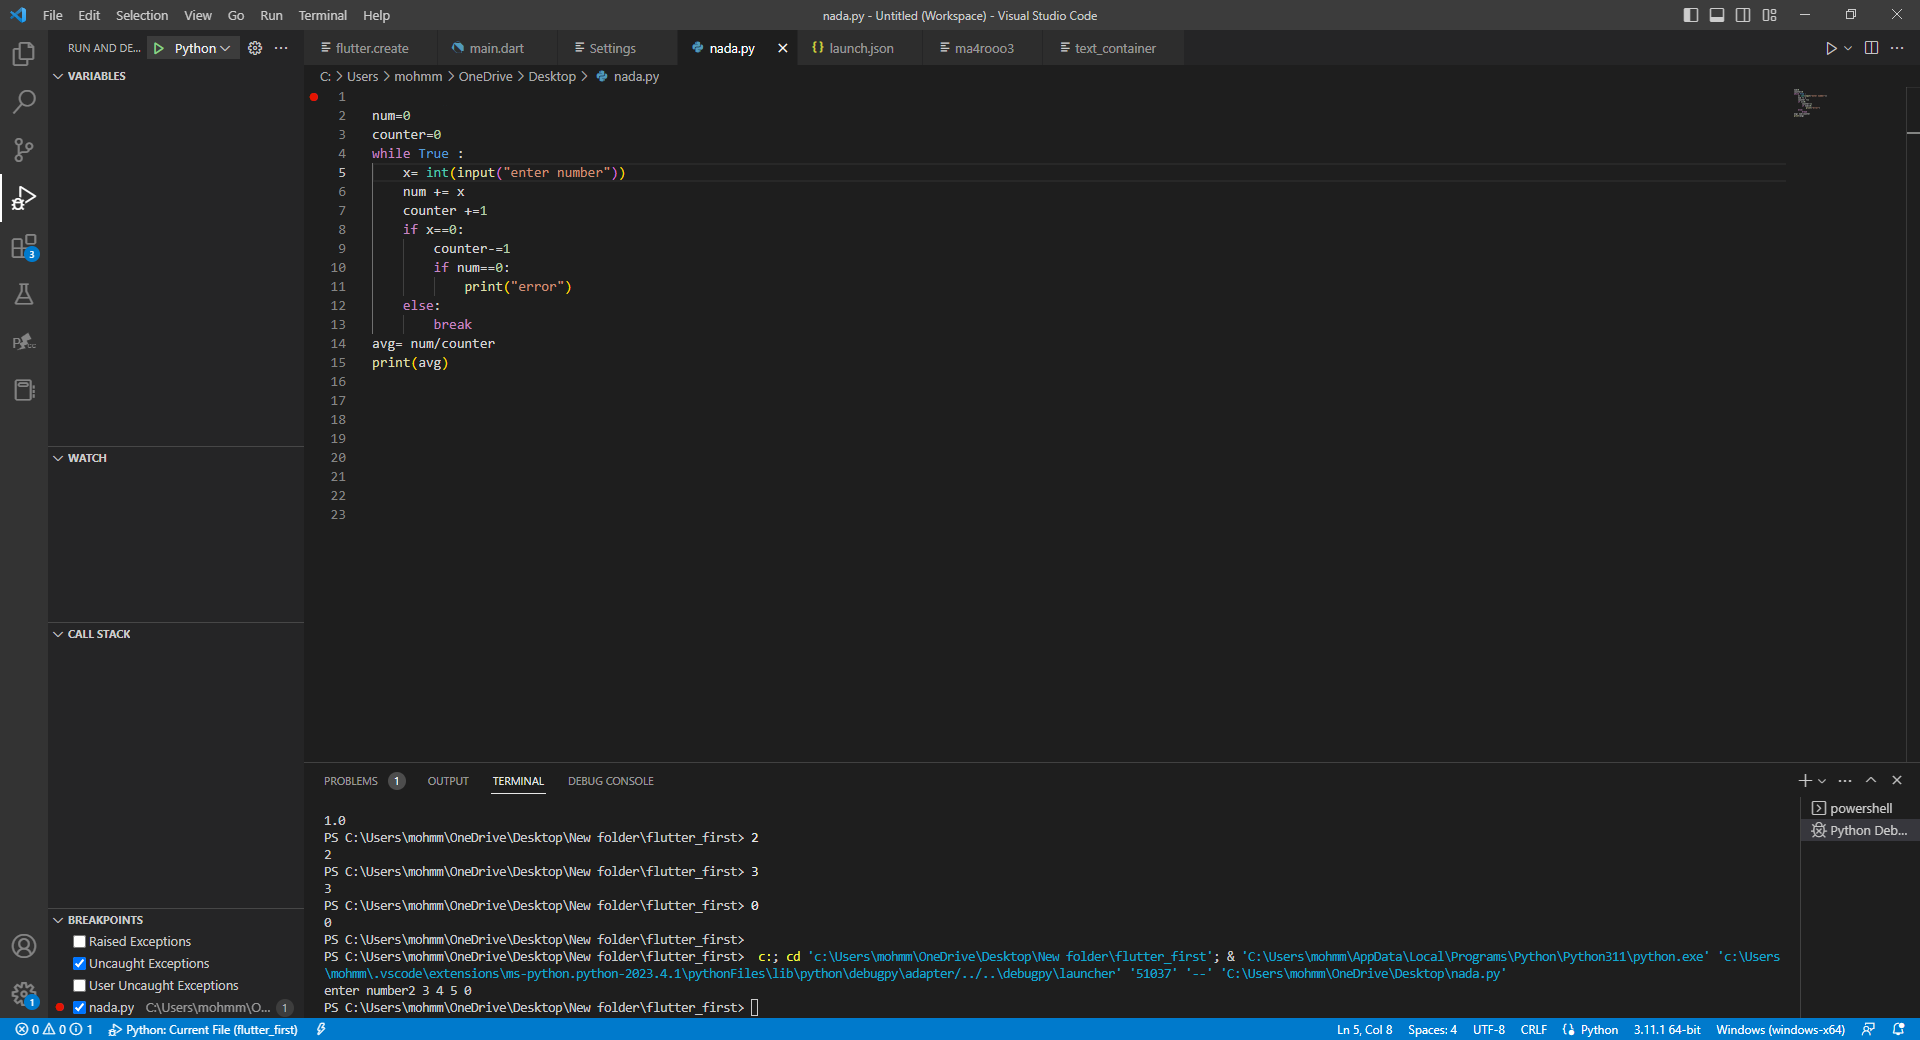 File Edit Selection View Go Run Terminal Help
nada.py - Untitled (Workspace) - Visual Studio Code
RUN AND DE... Python
flutter.create main.dart Settings nada.py launch.json ma4rooo3 text_container
C: > Users > mohmm > OneDrive > Desktop > nada.py
VARIABLES
WATCH
CALL STACK
BREAKPOINTS
Raised Exceptions
Uncaught Exceptions
User Uncaught Exceptions
nada.py C:\Users\mohmm\O... 1
3
1
1
2 num=0
3 counter=0
4 while True :
5 x= int(input("enter number"))
6 num += x
7 counter +=1
8 if x==0:
9 counter-=1
10 if num==0:
11 print("error")
12 else:
13 break
14 avg= num/counter
15 print(avg)
16
17
18
19
20
21
22
23
PROBLEMS 1 OUTPUT TERMINAL DEBUG CONSOLE
powershell
Python Deb...
1.0
PS C:\Users\mohmm\OneDrive\Desktop\New folder\flutter_first> 2
2
PS C:\Users\mohmm\OneDrive\Desktop\New folder\flutter_first> 3
3
PS C:\Users\mohmm\OneDrive\Desktop\New folder\flutter_first> 0
0
PS C:\Users\mohmm\OneDrive\Desktop\New folder\flutter_first>
PS C:\Users\mohmm\OneDrive\Desktop\New folder\flutter_first> c:; cd 'c:\Users\mohmm\OneDrive\Desktop\New folder\flutter_first'; & 'C:\Users\mohmm\AppData\Local\Programs\Python\Python311\python.exe' 'c:\Users
\mohmm\.vscode\extensions\ms-python.python-2023.4.1\pythonFiles\lib\python\debugpy\adapter/../..\debugpy\launcher' '51037' '--' 'C:\Users\mohmm\OneDrive\Desktop\nada.py'
enter number2 3 4 5 0
PS C:\Users\mohmm\OneDrive\Desktop\New folder\flutter_first>
0 0 1 Python: Current File (flutter_first) Ln 5, Col 8 Spaces: 4 UTF-8 CRLF Python 3.11.1 64-bit Windows (windows-x64)